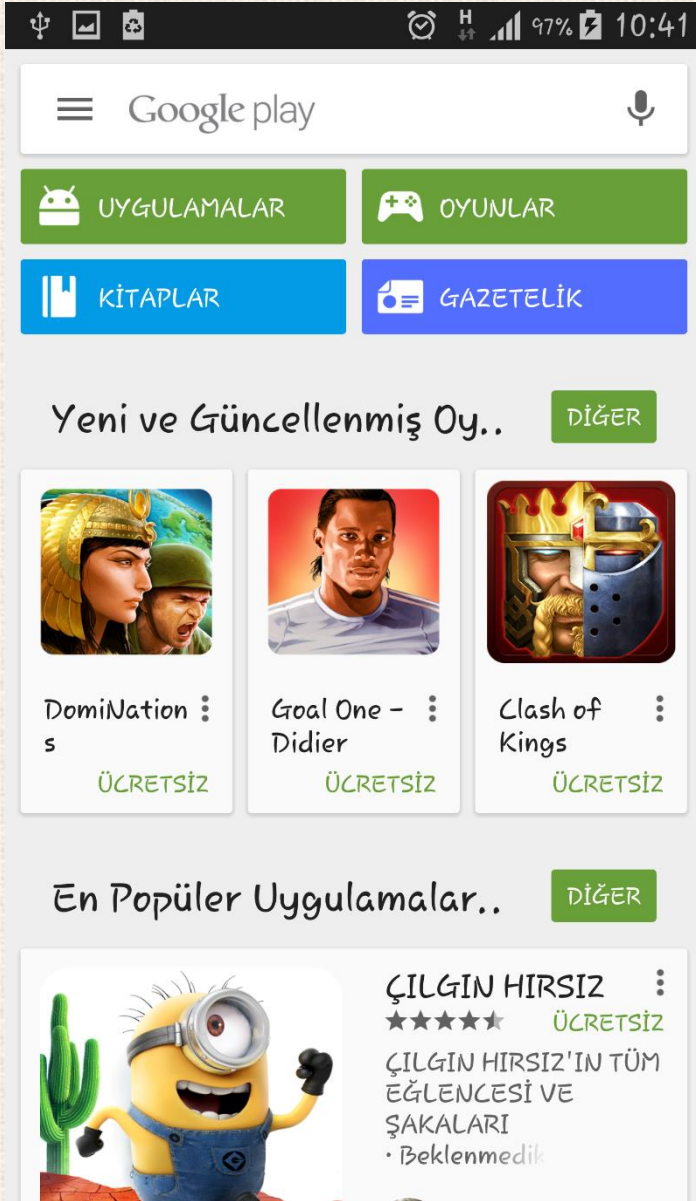 H 97% 10:41
Google play
UYGULAMALAR
OYUNLAR
KİTAPLAR
GAZETELİK
Yeni ve Güncellenmiş Oy..
DİĞER
DomiNation
s
ÜCRETSİZ
Goal One -
Didier
ÜCRETSİZ
Clash of
Kings
ÜCRETSİZ
En Popüler Uygulamalar..
DİĞER
ÇILGIN HIRSIZ
ÜCRETSİZ
ÇILGIN HIRSIZ'IN TÜM
EĞLENCESİ VE
ŞAKALARI
• Beklenmedik